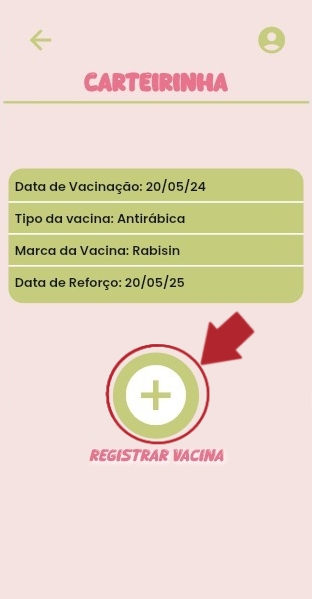 CARTEIRINHA
Data de Vacinação: 20/05/24
Tipo da vacina: Antirábica
Marca da Vacina: Rabisin
Data de Reforço: 20/05/25
REGISTRAR VACINA